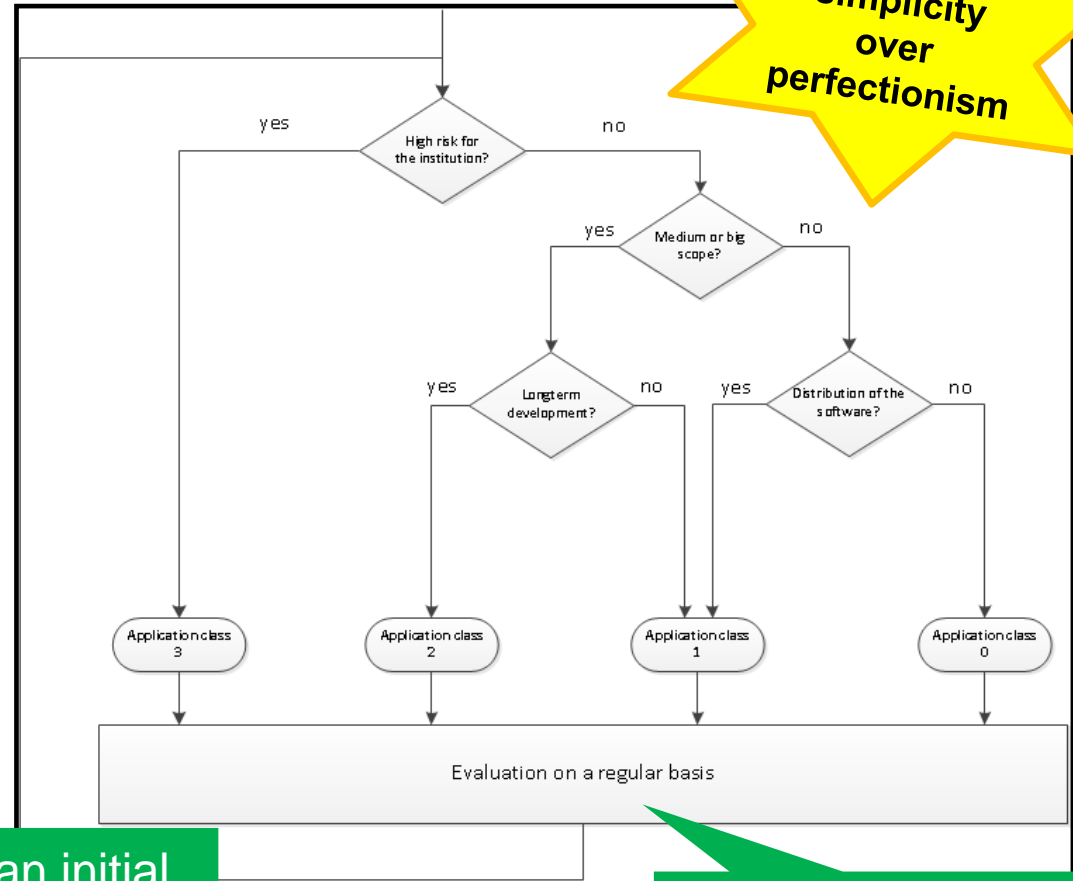 simplicity
over
perfectionism
yes
no
High risk for
the institution?
yes
no
Medium or big
scope?
yes
no
yes
no
Longterm
development?
Distribution of the
software?
Application class
3
Application class
2
Application class
1
Application class
0
Evaluation on a regular basis
an initial